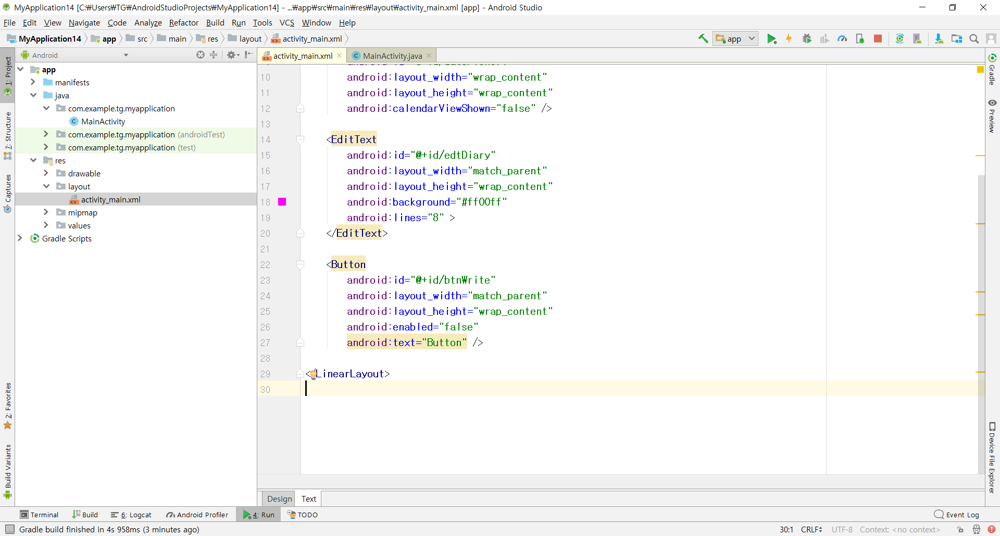 MyApplication14 [C:₩Users₩TG₩AndroidStudioProjects₩MyApplication14] - ...₩app₩src₩main₩res₩layout₩activity_main.xml [app] - Android Studio
File Edit View Navigate Code Analyze Refactor Build Run Tools VCS Window Help
MyApplication14 app src main res layout activity_main.xml
app
Android
activity_main.xml MainActivity.java
1: Project
7: Structure
Captures
2: Favorites
Build Variants
app
manifests
java
com.example.tg.myapplication
MainActivity
com.example.tg.myapplication (androidTest)
com.example.tg.myapplication (test)
res
drawable
layout
activity_main.xml
mipmap
values
Gradle Scripts
10 android:layout_width="wrap_content"
11 android:layout_height="wrap_content"
12 android:calendarViewShown="false" />
13
14 <EditText
15 android:id="@+id/edtDiary"
16 android:layout_width="match_parent"
17 android:layout_height="wrap_content"
18 android:background="#ff00ff"
19 android:lines="8" >
20 </EditText>
21
22 <Button
23 android:id="@+id/btnWrite"
24 android:layout_width="match_parent"
25 android:layout_height="wrap_content"
26 android:enabled="false"
27 android:text="Button" />
28
29 </LinearLayout>
30
Gradle
Preview
Device File Explorer
Design Text
Terminal Build 6: Logcat Android Profiler 4: Run TODO Event Log
Gradle build finished in 4s 958ms (3 minutes ago) 30:1 CRLF UTF-8 Context: <no context>